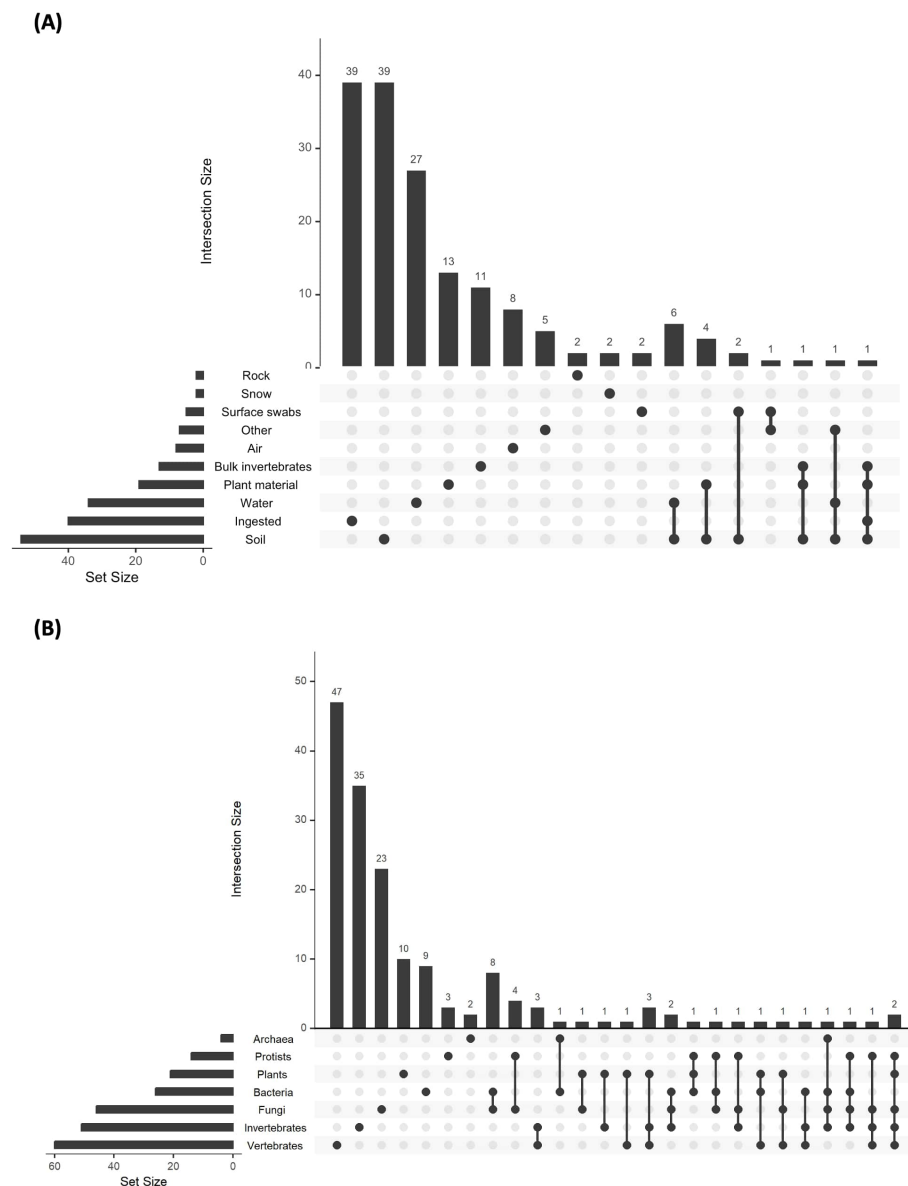 (A)
39 39 27 13 11 8 5 2 2 2 6 4 2 1 1 1 1
Intersection Size
40
30
20
10
0
Rock
Snow
Surface swabs
Other
Air
Bulk invertebrates
Plant material
Water
Ingested
Soil
40 20 0
Set Size
(B)
47 35 23 10 9 3 2 8 4 3 1 1 1 1 3 2 1 1 1 1 1 1 1 1 1 2
Intersection Size
50
40
30
20
10
0
Archaea
Protists
Plants
Bacteria
Fungi
Invertebrates
Vertebrates
60 40 20 0
Set Size